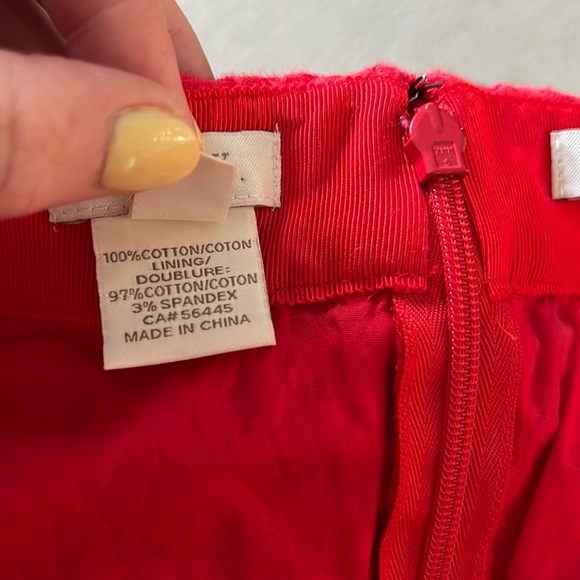 100%COTTON/COTON
LINING/
DOUBLURE:
97%COTTON/COTON
3% SPANDEX
CA# 56445
MADE IN CHINA